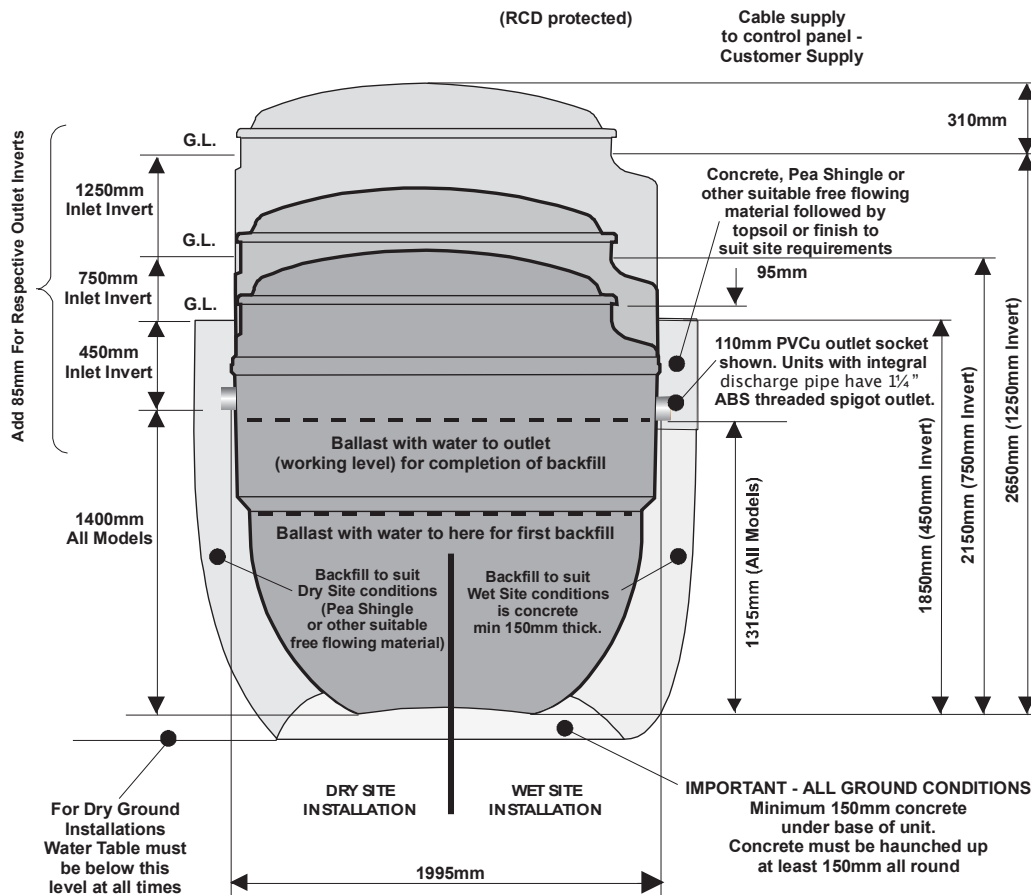 (RCD protected)
Cable supply
to control panel -
Customer Supply
310mm
G.L.
1250mm
Inlet Invert
Concrete, Pea Shingle or
other suitable free flowing
material followed by
topsoil or finish to
suit site requirements
95mm
G.L.
750mm
Inlet Invert
G.L.
450mm
Inlet Invert
Add 85mm For Respective Outlet Inverts
110mm PVCu outlet socket
shown. Units with integral
discharge pipe have 1¼"
ABS threaded spigot outlet.
Ballast with water to outlet
(working level) for completion of backfill
1400mm
All Models
Ballast with water to here for first backfill
Backfill to suit
Dry Site conditions
(Pea Shingle
or other suitable
free flowing material)
Backfill to suit
Wet Site conditions
is concrete
min 150mm thick.
1315mm (All Models)
1850mm (450mm Invert)
2150mm (750mm Invert)
2650mm (1250mm Invert)
For Dry Ground
Installations
Water Table must
be below this
level at all times
DRY SITE
INSTALLATION
WET SITE
INSTALLATION
IMPORTANT - ALL GROUND CONDITIONS
Minimum 150mm concrete
under base of unit.
Concrete must be haunched up
at least 150mm all round
1995mm